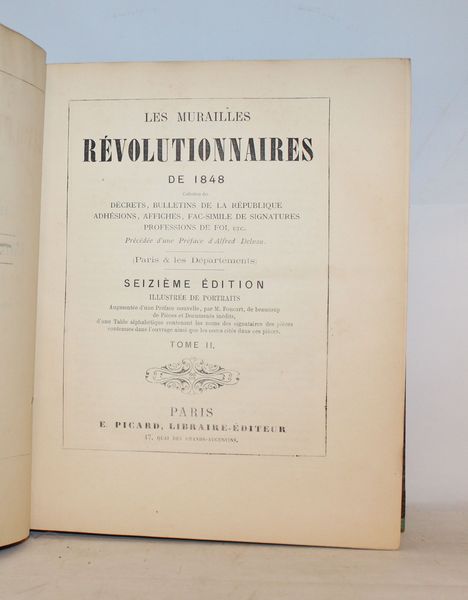 LES MURAILLES
RÉVOLUTIONNAIRES
DE 1848
Collection des
DÉCRETS, BULLETINS DE LA RÉPUBLIQUE
ADHÉSIONS, AFFICHES, FAC-SIMILE DE SIGNATURES
PROFESSIONS DE FOI, ETC.
Précédée d'une Préface d'Alfred Delvau.
(Paris & les Départements)
SEIZIÈME ÉDITION
ILLUSTRÉE DE PORTRAITS
Augmentée d'une Préface nouvelle, par M. Foucart, de beaucoup
de Pièces et Documents inédits,
d'une Table alphabétique contenant les noms des signataires des pièces
contenues dans l'ouvrage ainsi que les noms cités dans ces pièces.
TOME II.
PARIS
E. PICARD, LIBRAIRE-ÉDITEUR
47, QUAI DES GRANDS-AUGUSTINS.